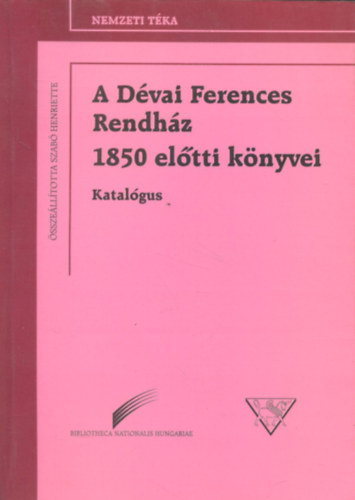 NEMZETI TÉKA
ÖSSZEÁLLÍTOTTA SZABÓ HENRIETTE
A Dévai Ferences
Rendház
1850 előtti könyvei
Katalógus
BIBLIOTHECA NATIONALIS HUNGARIAE